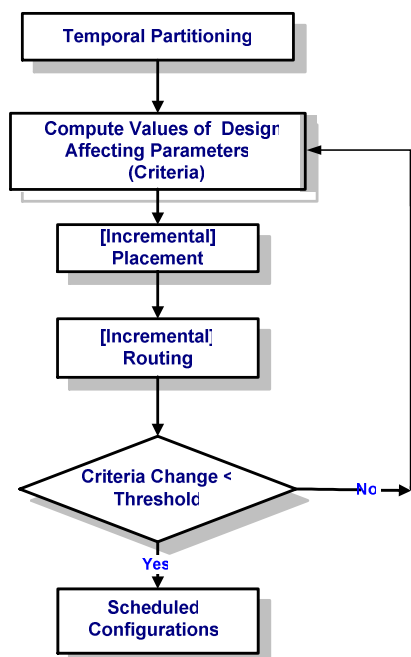 Temporal Partitioning
Compute Values of Design
Affecting Parameters
(Criteria)
[Incremental]
Placement
[Incremental]
Routing
Criteria Change <
Threshold
No
Yes
Scheduled
Configurations